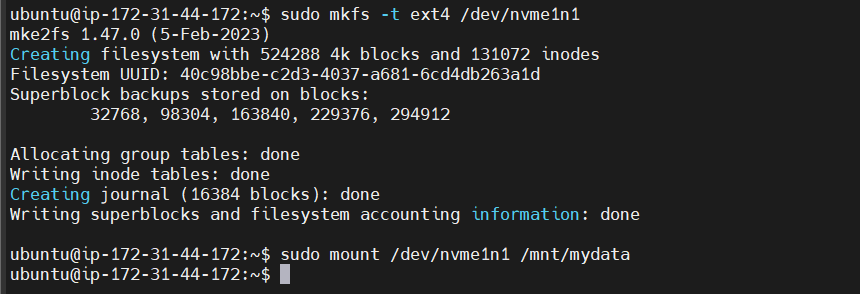 ubuntu@ip-172-31-44-172:~$ sudo mkfs -t ext4 /dev/nvme1n1
mke2fs 1.47.0 (5-Feb-2023)
Creating filesystem with 524288 4k blocks and 131072 inodes
Filesystem UUID: 40c98bbe-c2d3-4037-a681-6cd4db263a1d
Superblock backups stored on blocks:
        32768, 98304, 163840, 229376, 294912

Allocating group tables: done
Writing inode tables: done
Creating journal (16384 blocks): done
Writing superblocks and filesystem accounting information: done

ubuntu@ip-172-31-44-172:~$ sudo mount /dev/nvme1n1 /mnt/mydata
ubuntu@ip-172-31-44-172:~$